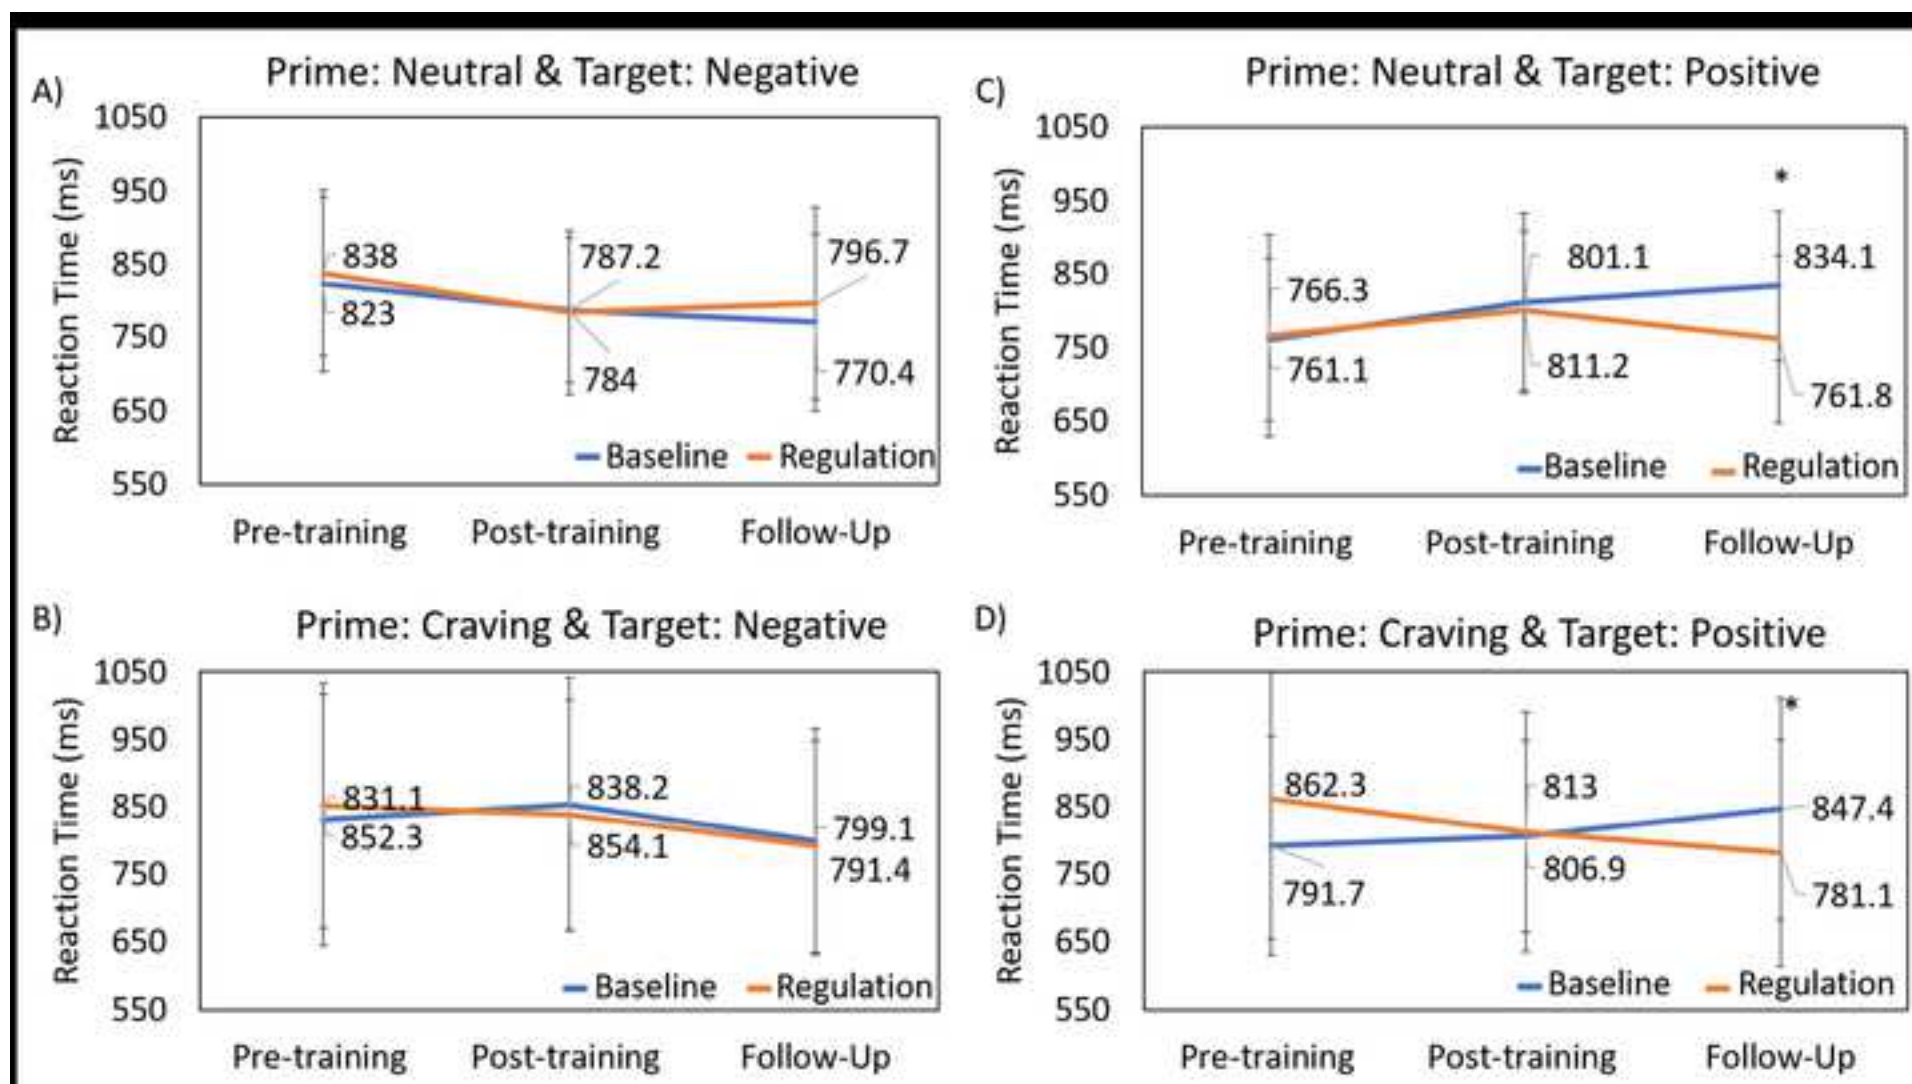 A)
Prime: Neutral & Target: Negative
Reaction Time (ms)
1050
950
850
750
650
550
838
823
787.2
784
796.7
770.4
Baseline
Regulation
Pre-training
Post-training
Follow-Up
B)
Prime: Craving & Target: Negative
Reaction Time (ms)
1050
950
850
750
650
550
831.1
852.3
838.2
854.1
799.1
791.4
Baseline
Regulation
Pre-training
Post-training
Follow-Up
C)
Prime: Neutral & Target: Positive
Reaction Time (ms)
1050
950
850
750
650
550
766.3
761.1
801.1
811.2
*
834.1
761.8
Baseline
Regulation
Pre-training
Post-training
Follow-Up
D)
Prime: Craving & Target: Positive
Reaction Time (ms)
1050
950
850
750
650
550
862.3
791.7
813
806.9
*
847.4
781.1
Baseline
Regulation
Pre-training
Post-training
Follow-Up